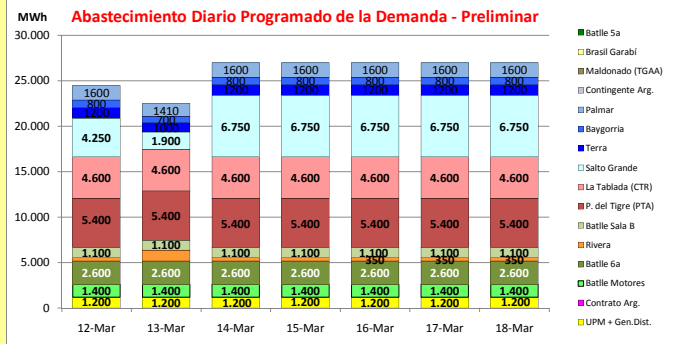 MWh Abastecimiento Diario Programado de la Demanda - Preliminar
30.000
25.000
20.000
15.000
10.000
5.000
0
1600 1410 1600 1600 1600 1600 1600
800 700 800 800 800 800 800
1200 1000 1200 1200 1200 1200 1200
4.250 1.900 6.750 6.750 6.750 6.750 6.750
4.600 4.600 4.600 4.600 4.600 4.600 4.600
5.400 5.400 5.400 5.400 5.400 5.400 5.400
1.100 1.100 1.100 1.100 1.100 1.100 1.100
350 350 350
2.600 2.600 2.600 2.600 2.600 2.600 2.600
1.400 1.400 1.400 1.400 1.400 1.400 1.400
1.200 1.200 1.200 1.200 1.200 1.200 1.200
12-Mar 13-Mar 14-Mar 15-Mar 16-Mar 17-Mar 18-Mar
Batlle 5a
Brasil Garabí
Maldonado (TGAA)
Contingente Arg.
Palmar
Baygorria
Terra
Salto Grande
La Tablada (CTR)
P. del Tigre (PTA)
Batlle Sala B
Rivera
Batlle 6a
Batlle Motores
Contrato Arg.
UPM + Gen.Dist.